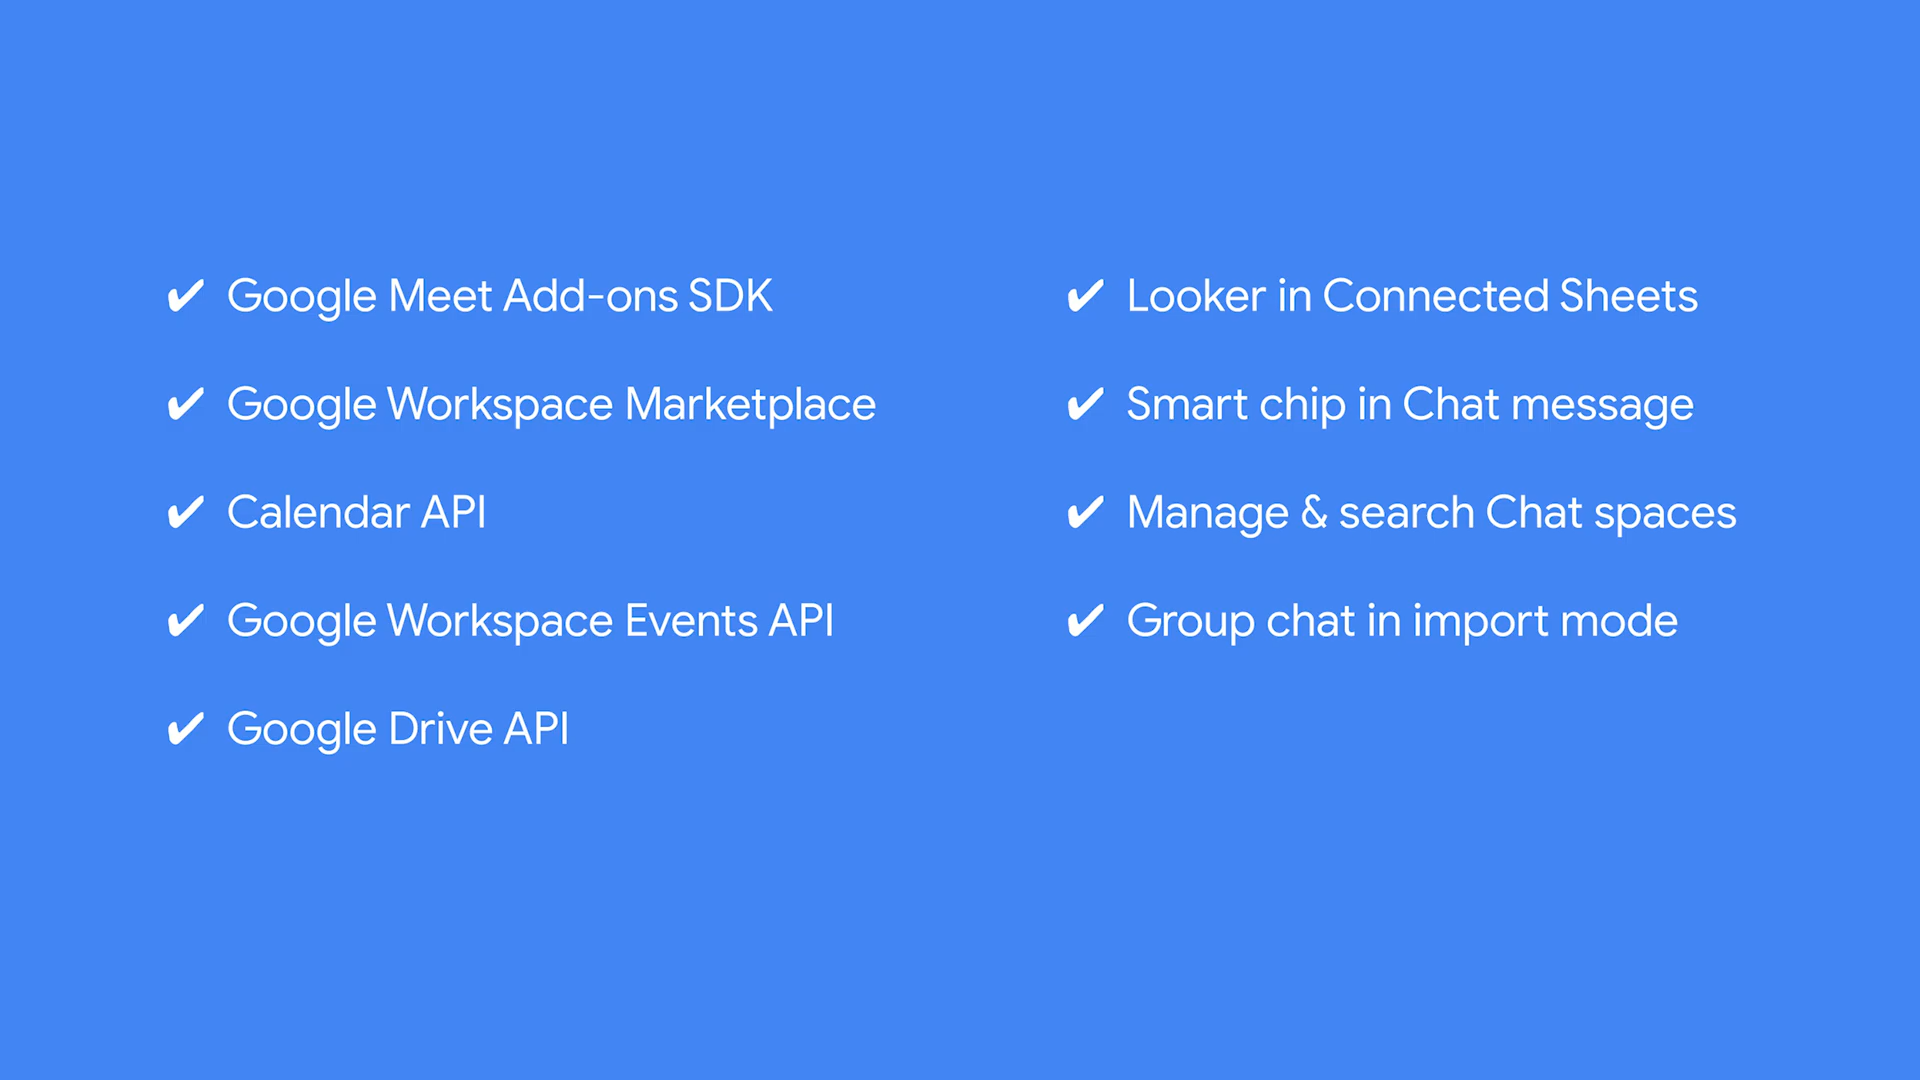 ✔ Google Meet Add-ons SDK
✔ Google Workspace Marketplace
✔ Calendar API
✔ Google Workspace Events API
✔ Google Drive API
✔ Looker in Connected Sheets
✔ Smart chip in Chat message
✔ Manage & search Chat spaces
✔ Group chat in import mode